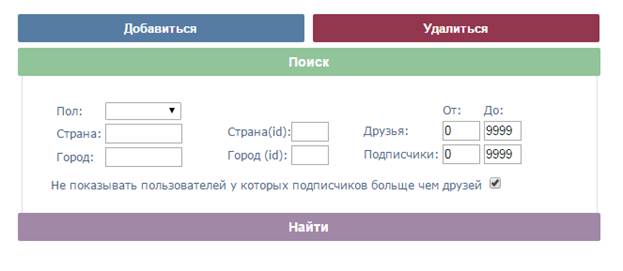 Добавиться Удалиться
Поиск
От: До:
Пол:
Страна: Страна(id): Друзья: 0 9999
Город: Город (id): Подписчики: 0 9999
Не показывать пользователей у которых подписчиков больще чем друзей
Найти